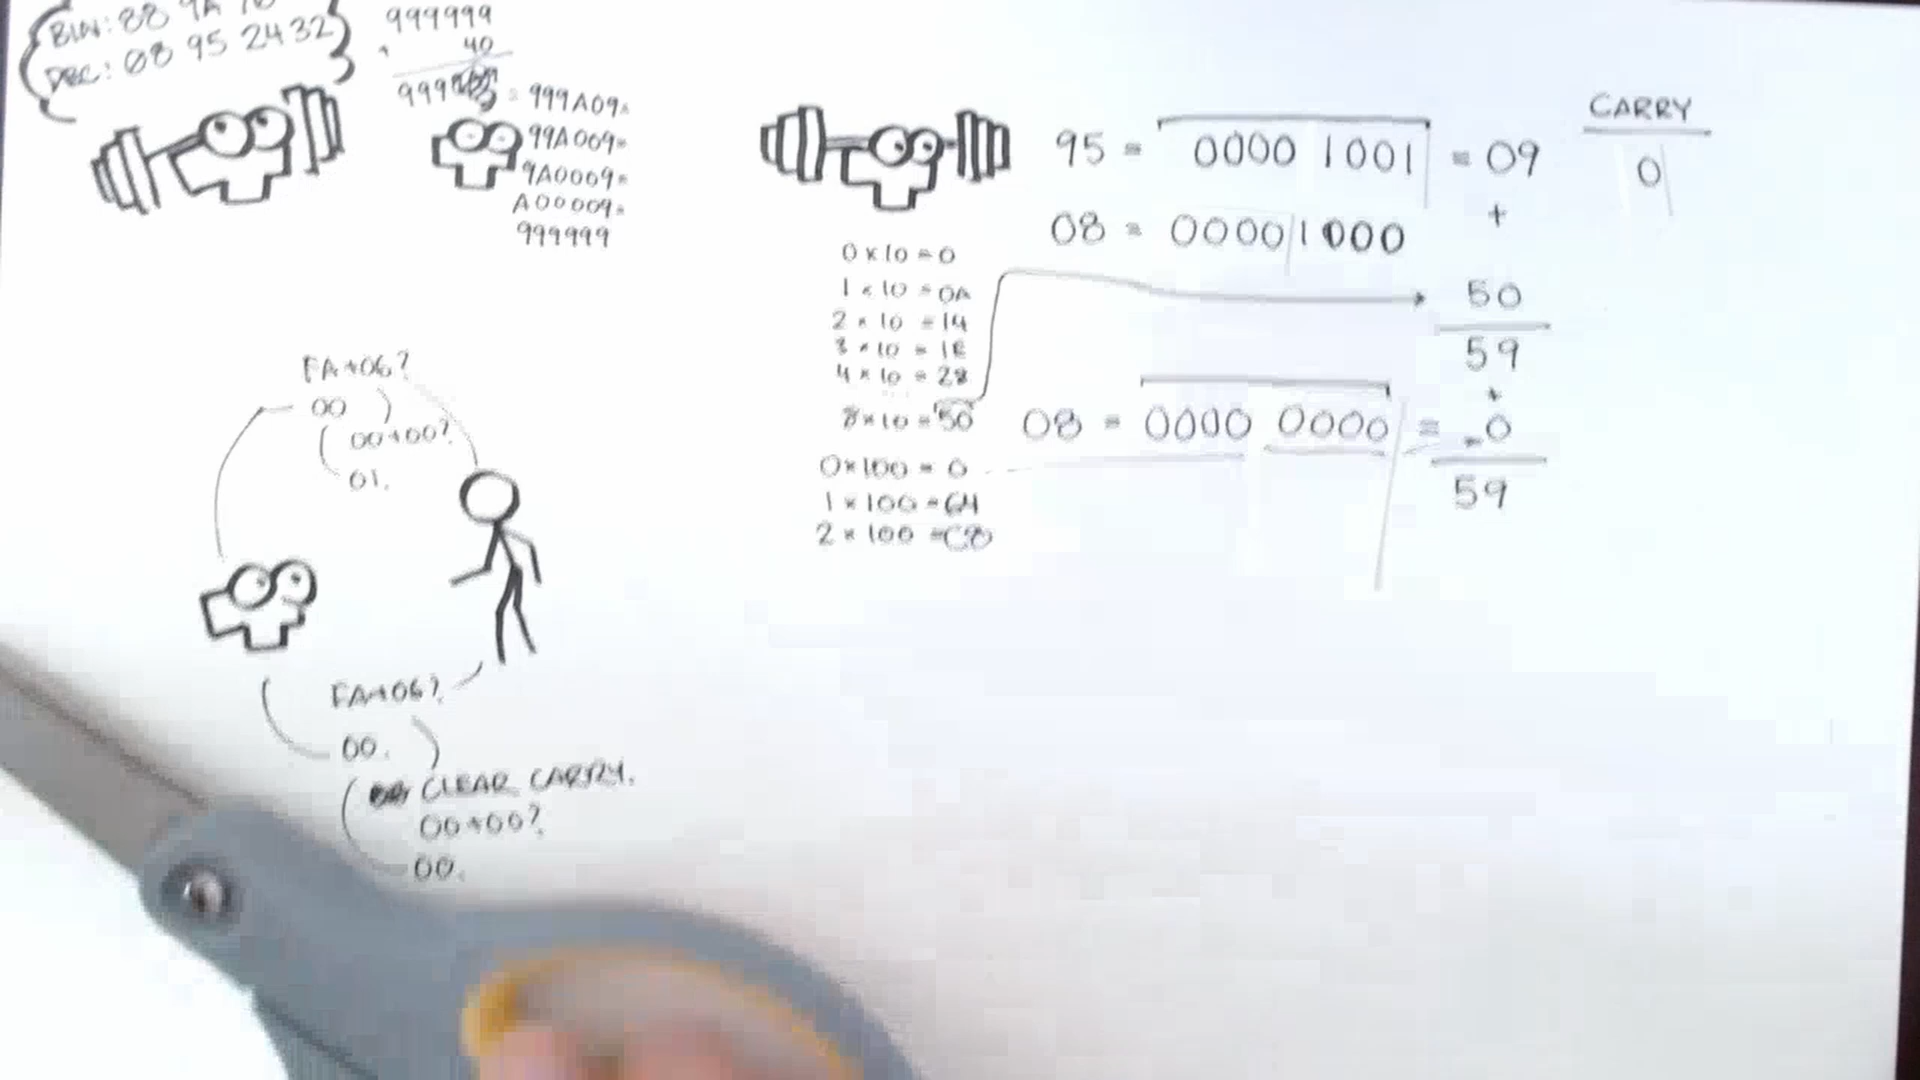 BIN: 88 9A
DEC: 08 95 24 32
999999
+ 40
999
= 999A09=
99A009=
9A0009=
A00009=
999999
FA+06?
00
00+00?
01.
FA+06?
00.
CLEAR CARRY.
00+00?
00.
0×10=0
1×10=0A
2×10=14
3×10=1E
4×10=28
8×10=50
0×100=0
1×100=64
2×100=C8
95 = 0000 1001 = 09
+
08 = 0000 1000
50
59
+
08 = 0000 0000 = 0
59
CARRY
0